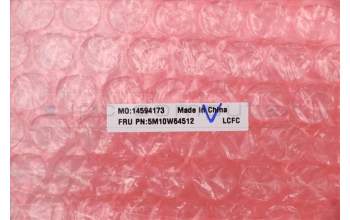 MO:14594173 Made in China
FRU PN:5M10W64512 LCFC